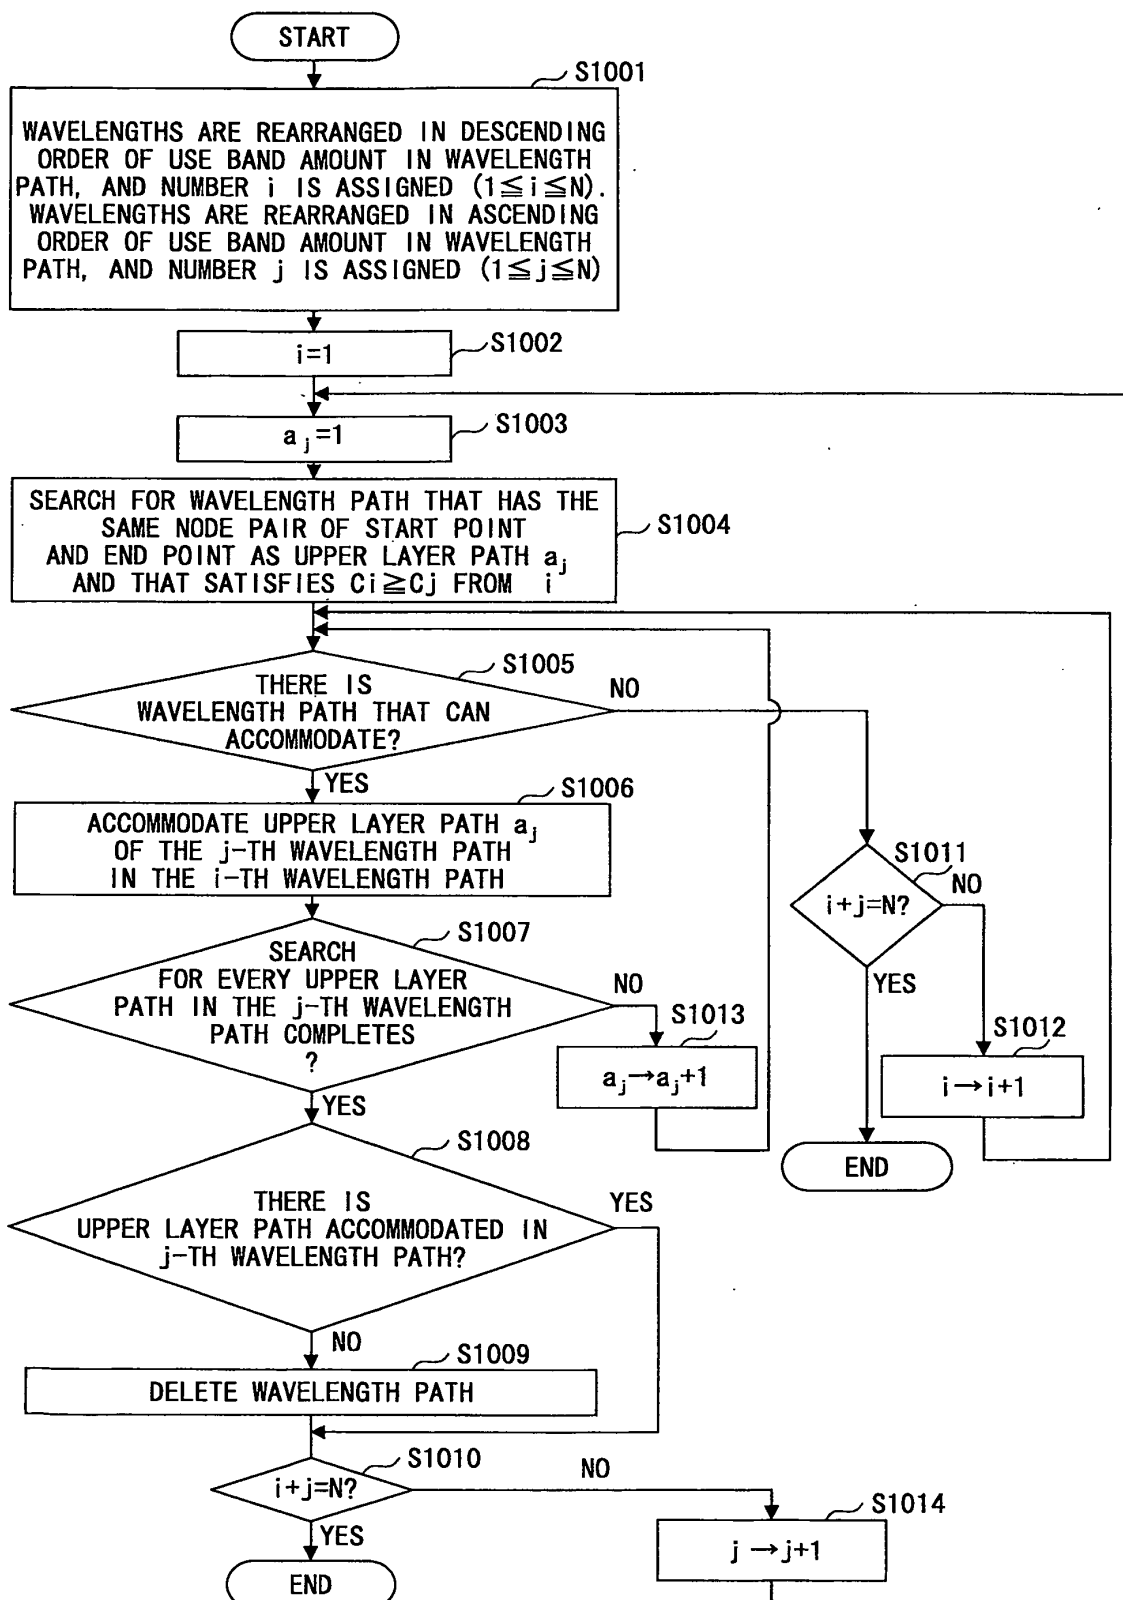 START
S1001
WAVELENGTHS ARE REARRANGED IN DESCENDING
ORDER OF USE BAND AMOUNT IN WAVELENGTH
PATH, AND NUMBER i IS ASSIGNED (1≦i≦N).
WAVELENGTHS ARE REARRANGED IN ASCENDING
ORDER OF USE BAND AMOUNT IN WAVELENGTH
PATH, AND NUMBER j IS ASSIGNED (1≦j≦N)
S1002
i=1
S1003
aj=1
S1004
SEARCH FOR WAVELENGTH PATH THAT HAS THE
SAME NODE PAIR OF START POINT
AND END POINT AS UPPER LAYER PATH aj
AND THAT SATISFIES Ci≧Cj FROM i
S1005
THERE IS
WAVELENGTH PATH THAT CAN
ACCOMMODATE?
NO
YES
S1006
ACCOMMODATE UPPER LAYER PATH aj
OF THE j-TH WAVELENGTH PATH
IN THE i-TH WAVELENGTH PATH
S1011
i+j=N?
NO
YES
S1007
SEARCH
FOR EVERY UPPER LAYER
PATH IN THE j-TH WAVELENGTH
PATH COMPLETES
?
NO
YES
S1013
aj→aj+1
S1012
i→i+1
END
S1008
THERE IS
UPPER LAYER PATH ACCOMMODATED IN
j-TH WAVELENGTH PATH?
YES
NO
S1009
DELETE WAVELENGTH PATH
S1010
i+j=N?
NO
YES
S1014
j→j+1
END